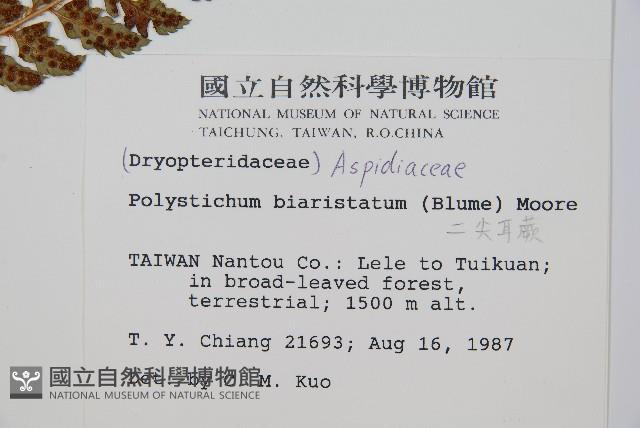 國立自然科學博物館
NATIONAL MUSEUM OF NATURAL SCIENCE
TAICHUNG, TAIWAN, R.O.CHINA
(Dryopteridaceae) Aspidiaceae
Polystichum biaristatum (Blume) Moore
二尖耳蕨
TAIWAN Nantou Co.: Lele to Tuikuan;
in broad-leaved forest,
terrestrial; 1500 m alt.
T. Y. Chiang 21693; Aug 16, 1987
Det. by C. M. Kuo
國立自然科學博物館
NATIONAL MUSEUM OF NATURAL SCIENCE